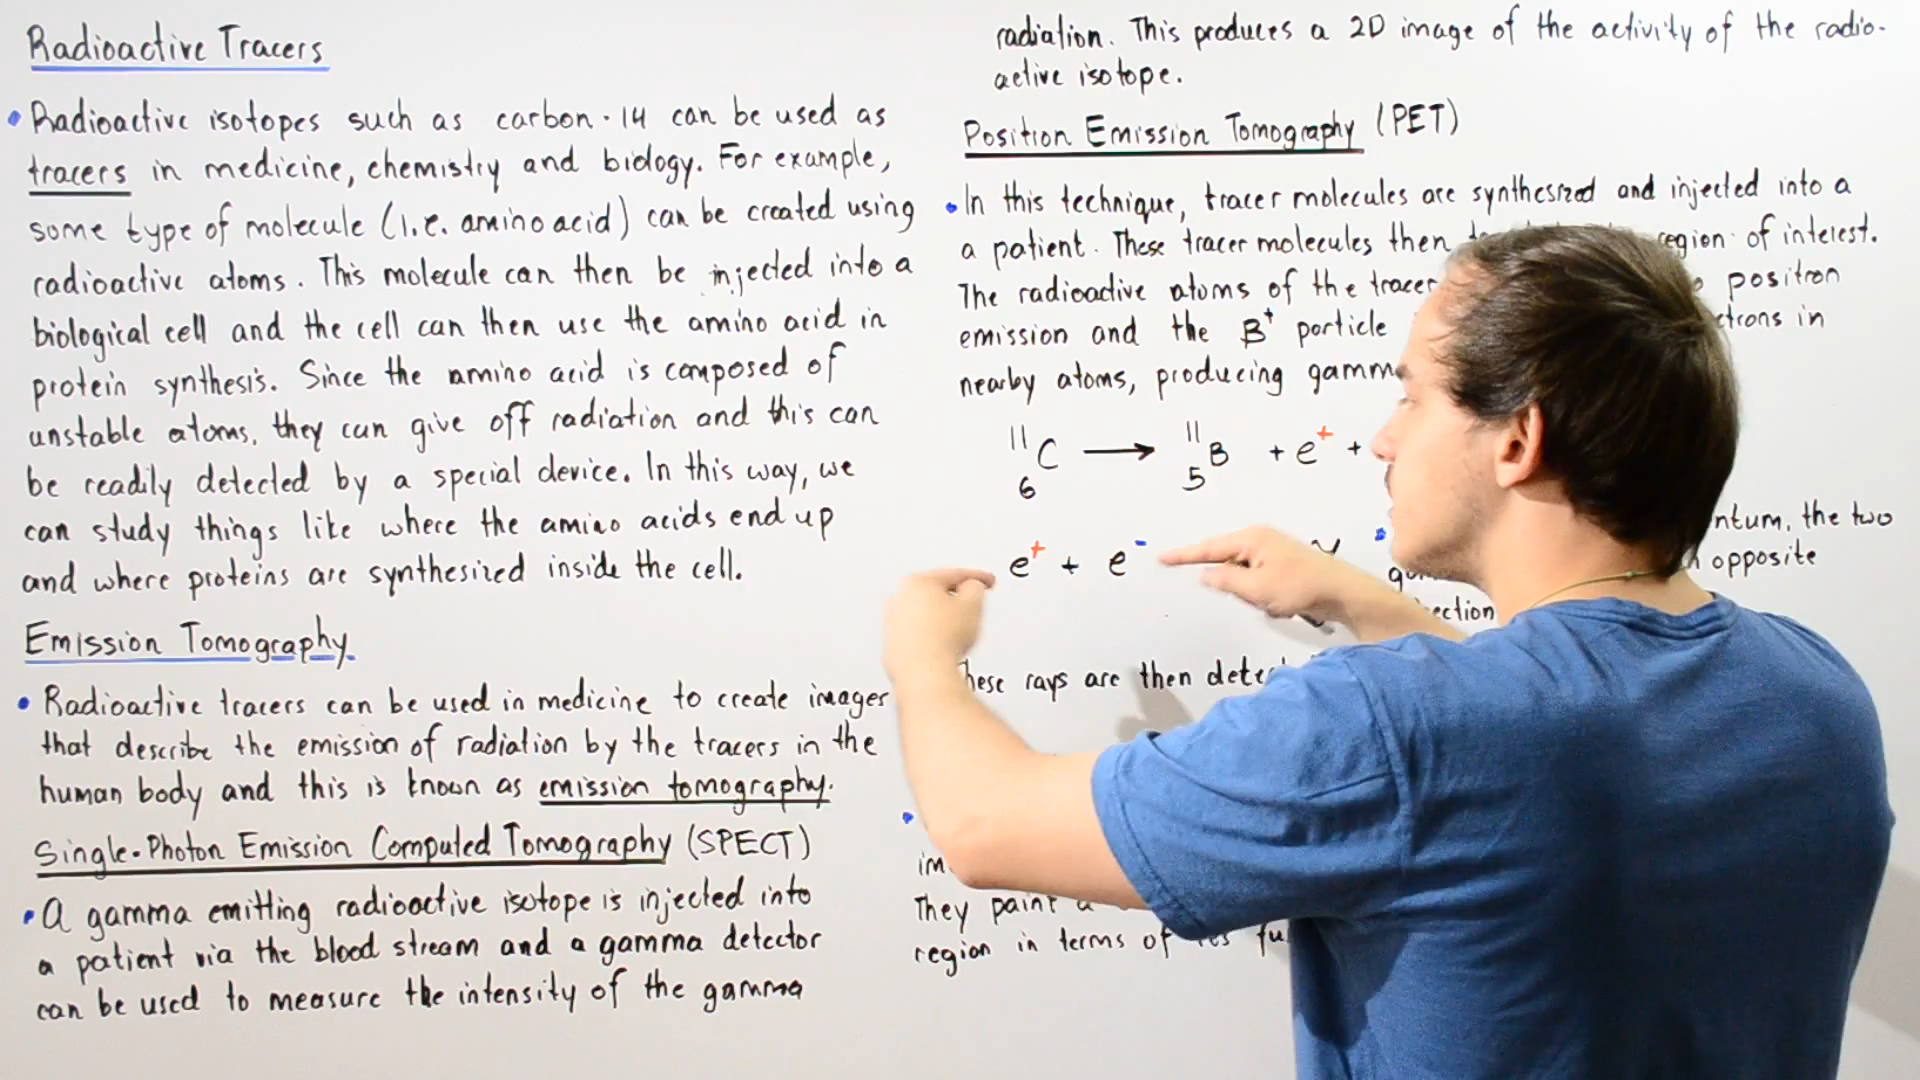 Radioactive Tracers
• Radioactive isotopes such as carbon-14 can be used as
tracers in medicine, chemistry and biology. For example,
some type of molecule (i.e. amino acid) can be created using
radioactive atoms. This molecule can then be injected into a
biological cell and the cell can then use the amino acid in
protein synthesis. Since the amino acid is composed of
unstable atoms, they can give off radiation and this can
be readily detected by a special device. In this way, we
can study things like where the amino acids end up
and where proteins are synthesized inside the cell.
Emission Tomography
• Radioactive tracers can be used in medicine to create images
that describe the emission of radiation by the tracers in the
human body and this is known as emission tomography.
Single-Photon Emission Computed Tomography (SPECT)
• A gamma emitting radioactive isotope is injected into
a patient via the blood stream and a gamma detector
can be used to measure the intensity of the gamma
radiation. This produces a 2D image of the activity of the radio-
active isotope.
Position Emission Tomography (PET)
• In this technique, tracer molecules are synthesized and injected into a
a patient. These tracer molecules then region of interest.
The radioactive atoms of the tracer positron
emission and the B⁺ particle in
nearby atoms, producing
¹¹₆C → ¹¹₅B + e⁺ +
e⁺ + e⁻ γ
• the two
opposite
These rays are then
•
They paint a
region in terms of